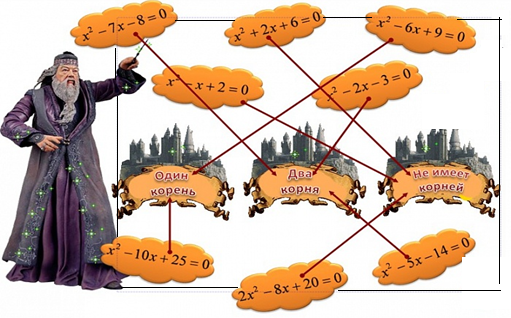 x² − 7x − 8 = 0
x² + 2x + 6 = 0
x² − 6x + 9 = 0
x² − x + 2 = 0
x² − 2x − 3 = 0
Один
корень
Два
корня
Не имеет
корней
x² − 10x + 25 = 0
2x² − 8x + 20 = 0
x² − 5x − 14 = 0